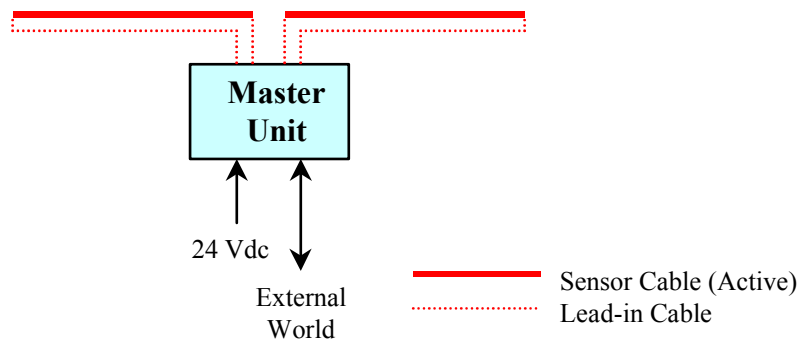 Master
Unit
24 Vdc
External
World
Sensor Cable (Active)
Lead-in Cable